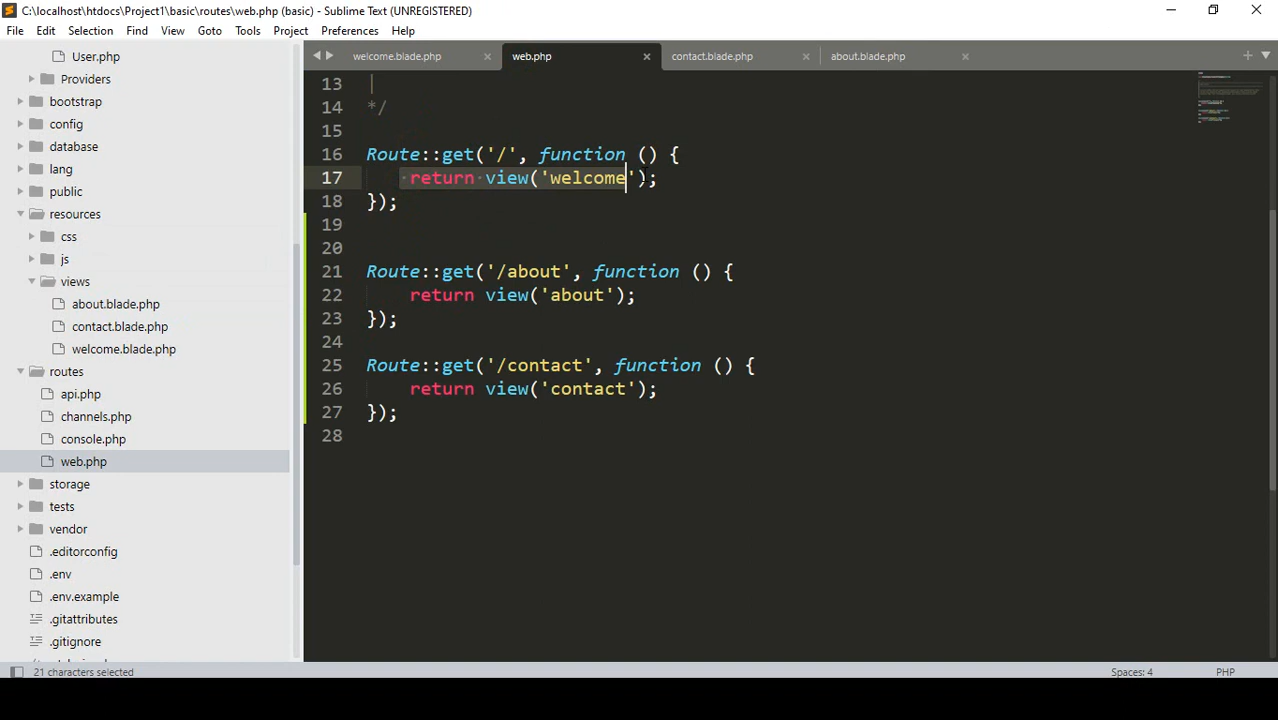 C:\localhost\htdocs\Project1\basic\routes\web.php (basic) - Sublime Text (UNREGISTERED)
File Edit Selection Find View Goto Tools Project Preferences Help
User.php
Providers
bootstrap
config
database
lang
public
resources
css
js
views
about.blade.php
contact.blade.php
welcome.blade.php
routes
api.php
channels.php
console.php
web.php
storage
tests
vendor
.editorconfig
.env
.env.example
.gitattributes
.gitignore
welcome.blade.php × web.php × contact.blade.php × about.blade.php ×
13 |
14 */
15
16 Route::get('/', function () {
17     return view('welcome');
18 });
19
20
21 Route::get('/about', function () {
22     return view('about');
23 });
24
25 Route::get('/contact', function () {
26     return view('contact');
27 });
28
21 characters selected Spaces: 4 PHP